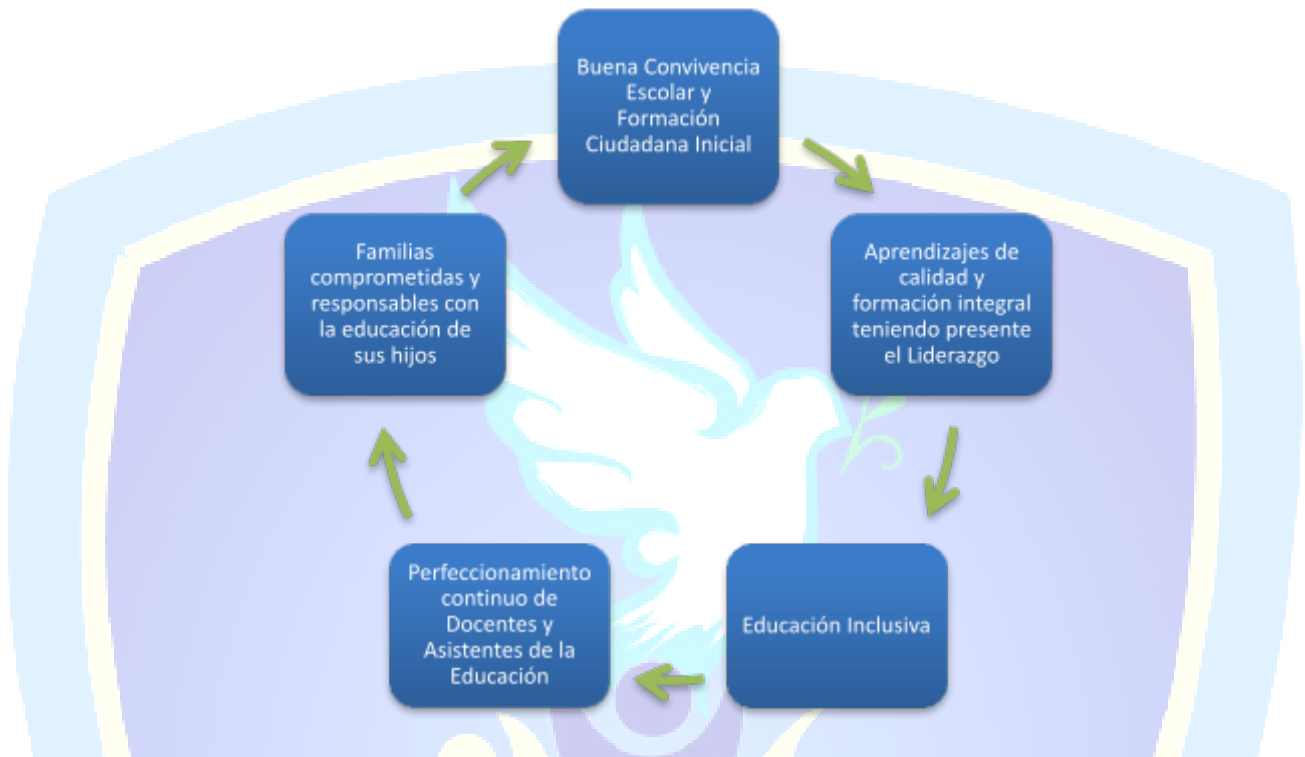 Buena Convivencia
Escolar y
Formación
Ciudadana Inicial
Aprendizajes de
calidad y
formación integral
teniendo presente
el Liderazgo
Educación Inclusiva
Perfeccionamiento
continuo de
Docentes y
Asistentes de la
Educación
Familias
comprometidas y
responsables con
la educación de
sus hijos